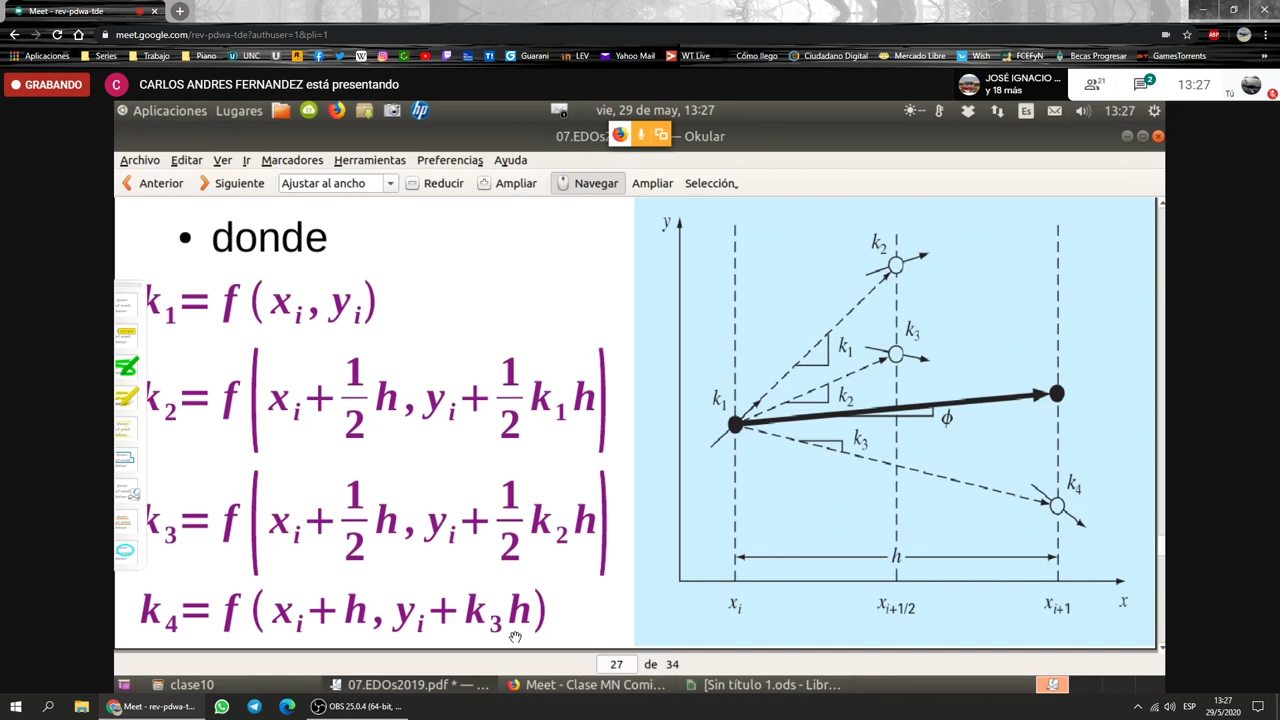 Meet - rev-pdwa-tde
meet.google.com/rev-pdwa-tde?authuser=1&pli=1
Aplicaciones Series Trabajo Piano UNC Guarani LEV Yahoo Mail WT Live Cómo llego Ciudadano Digital Mercado Libre Wish FCEFyN Becas Progresar GamesTorrents
GRABANDO
C CARLOS ANDRES FERNANDEZ está presentando
JOSÉ IGNACIO ...
y 18 más
21
2
13:27
Tú
Aplicaciones Lugares vie, 29 de may, 13:27 Es 13:27
07.EDOs2 — Okular
Archivo Editar Ver Ir Marcadores Herramientas Preferencias Ayuda
Anterior Siguiente Ajustar al ancho Reducir Ampliar Navegar Ampliar Selección
• donde
k₁= f (xᵢ, yᵢ)
k₂= f (xᵢ+ 1/2 h, yᵢ+ 1/2 k₁ h)
k₃= f (xᵢ+ 1/2 h, yᵢ+ 1/2 k₂ h)
k₄= f (xᵢ+h, yᵢ+k₃h)
y
k₂
k₃
k₁
k₁
k₂
ϕ
k₃
k₄
h
xᵢ xᵢ₊₁/₂ xᵢ₊₁ x
27 de 34
clase10 07.EDOs2019.pdf * — ... Meet - Clase MN Comi... [Sin título 1.ods - Libr...
Meet - rev-pdwa-t... OBS 25.0.4 (64-bit, ... ESP 13:27
29/5/2020